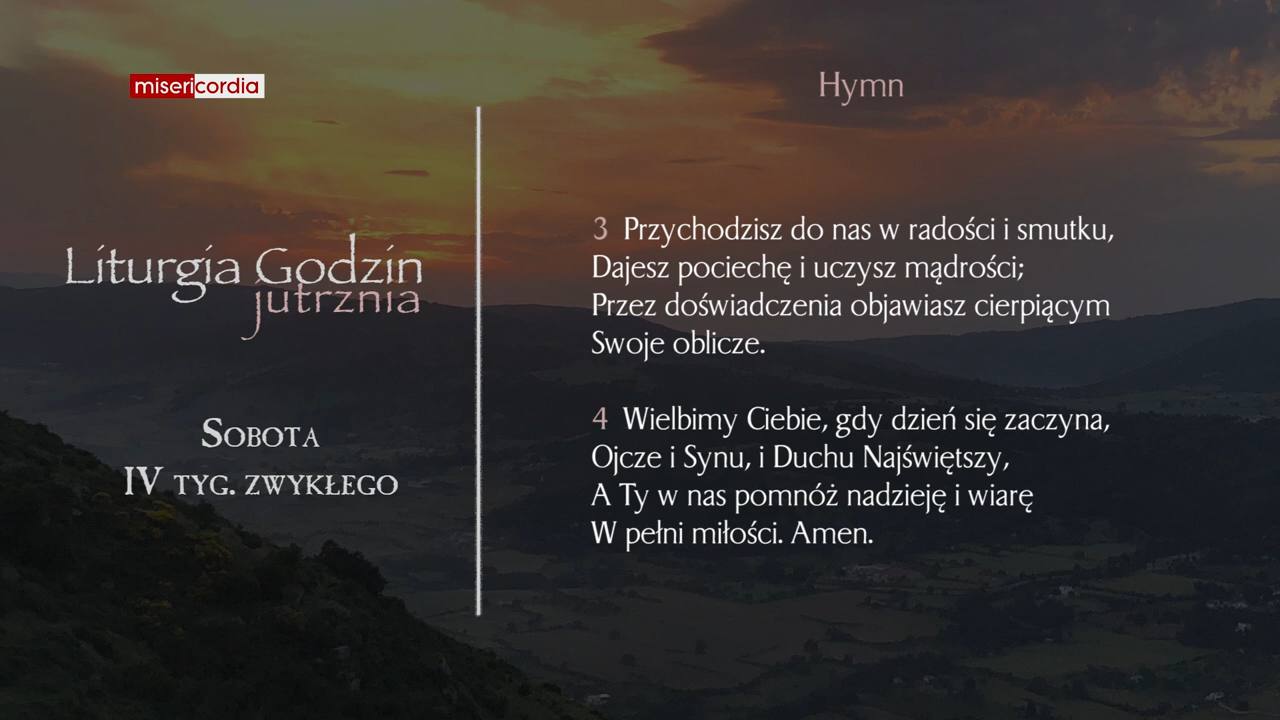 misericordia
Liturgia Godzin
jutrznia
Sobota
IV tyg. zwykłego
Hymn
3 Przychodzisz do nas w radości i smutku,
Dajesz pociechę i uczysz mądrości;
Przez doświadczenia objawiasz cierpiącym
Swoje oblicze.
4 Wielbimy Ciebie, gdy dzień się zaczyna,
Ojcze i Synu, i Duchu Najświętszy,
A Ty w nas pomnóż nadzieję i wiarę
W pełni miłości. Amen.